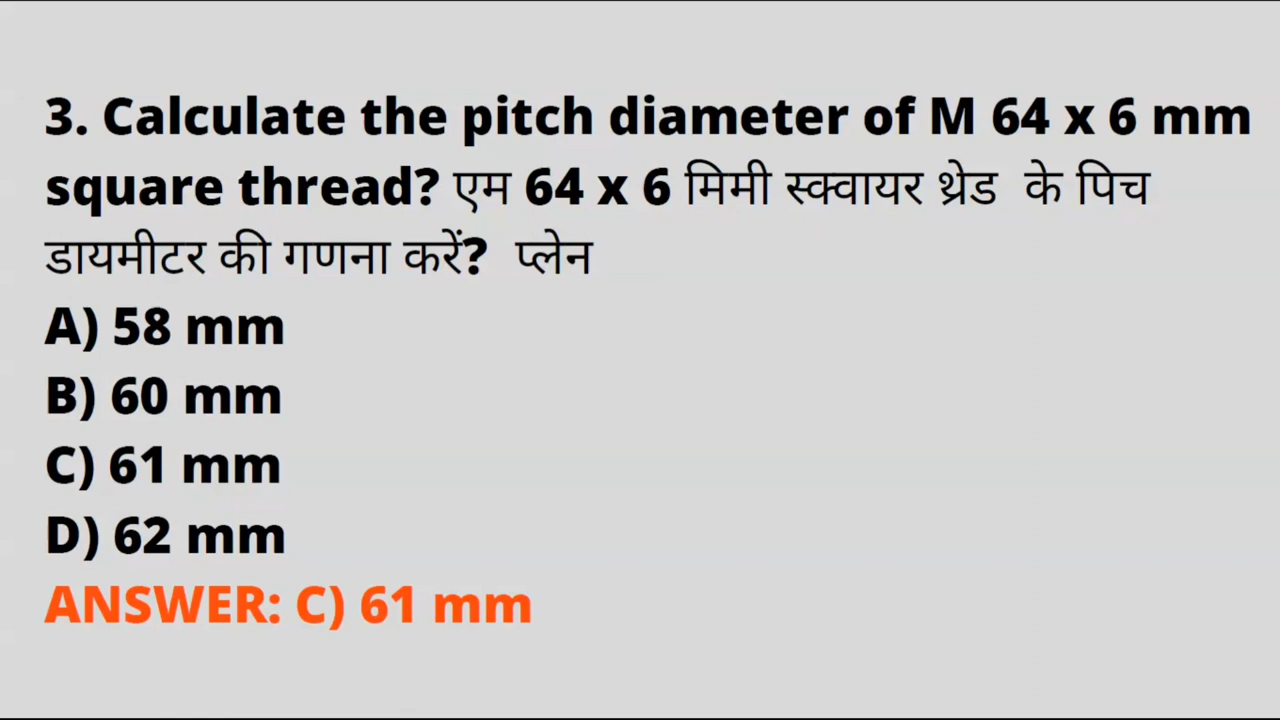 3. Calculate the pitch diameter of M 64 x 6 mm
square thread? एम 64 x 6 मिमी स्क्वायर थ्रेड के पिच
डायमीटर की गणना करें? प्लेन
A) 58 mm
B) 60 mm
C) 61 mm
D) 62 mm
ANSWER: C) 61 mm